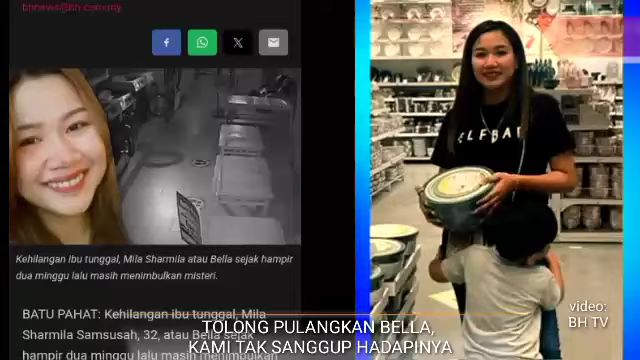 bhnews@bh.com.my
f
X
Kehilangan ibu tunggal, Mila Sharmila atau Bella sejak hampir
dua minggu lalu masih menimbulkan misteri.
BATU PAHAT: Kehilangan ibu tunggal, Mila
Sharmila Samsusah, 32, atau Bella sejak
hampir dua minggu lalu masih menimbulkan
ELFBAR
video:
BH TV
TOLONG PULANGKAN BELLA,
KAMI TAK SANGGUP HADAPINYA